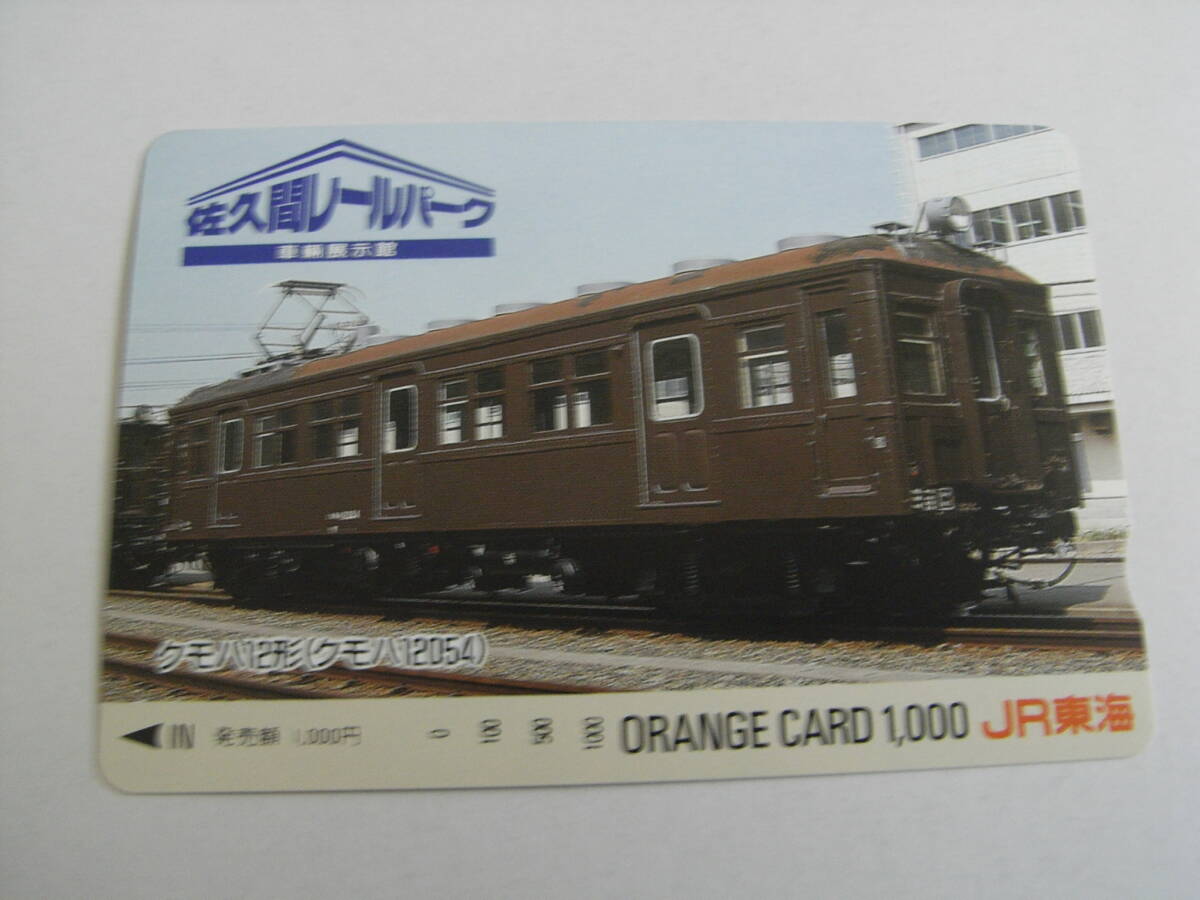 佐久間レールパーク
車輛展示館
クモハ12形(クモハ12054)
IN 発売額 1,000円 0 100 500 1000 ORANGE CARD 1,000 JR東海